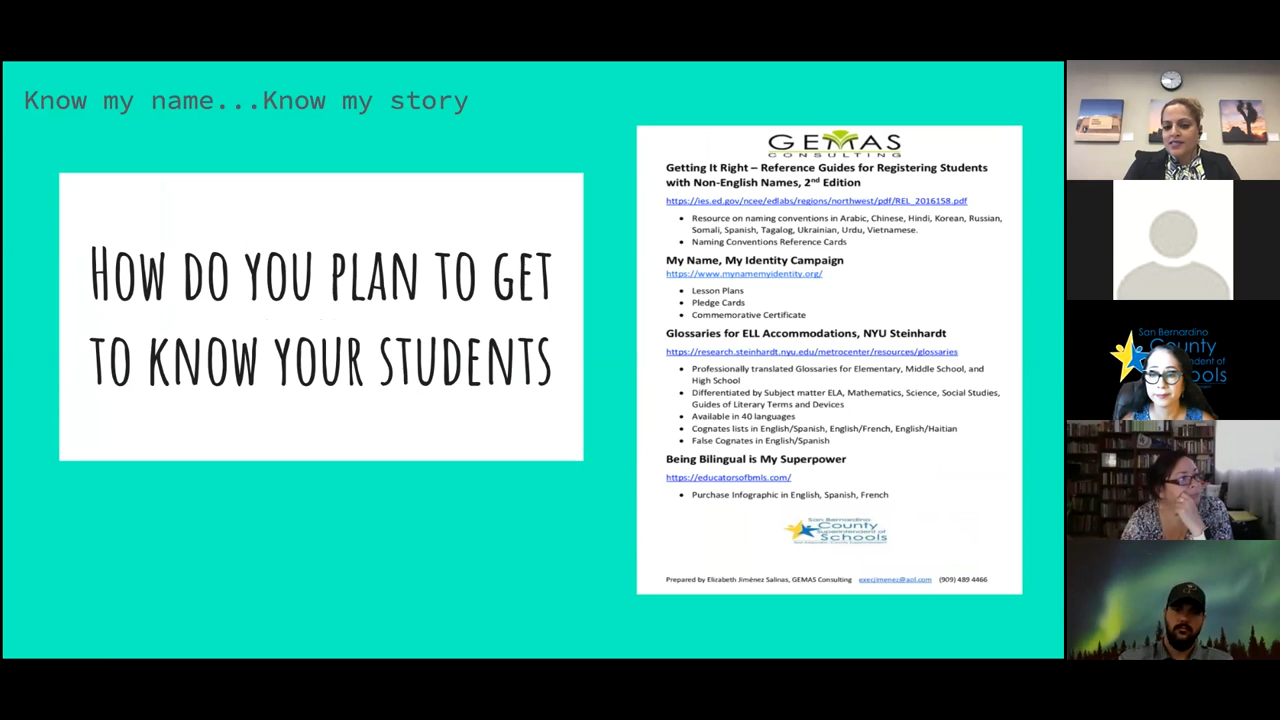 Know my name...Know my story
HOW DO YOU PLAN TO GET
TO KNOW YOUR STUDENTS
GEMAS
CONSULTING
Getting It Right – Reference Guides for Registering Students
with Non-English Names, 2nd Edition
https://ies.ed.gov/ncee/edlabs/regions/northwest/pdf/REL_2016158.pdf
• Resource on naming conventions in Arabic, Chinese, Hindi, Korean, Russian,
Somali, Spanish, Tagalog, Ukrainian, Urdu, Vietnamese.
• Naming Conventions Reference Cards
My Name, My Identity Campaign
https://www.mynamemyidentity.org/
• Lesson Plans
• Pledge Cards
• Commemorative Certificate
Glossaries for ELL Accommodations, NYU Steinhardt
https://research.steinhardt.nyu.edu/metrocenter/resources/glossaries
• Professionally translated Glossaries for Elementary, Middle School, and
High School
• Differentiated by Subject matter ELA, Mathematics, Science, Social Studies,
Guides of Literary Terms and Devices
• Available in 40 languages
• Cognates lists in English/Spanish, English/French, English/Haitian
• False Cognates in English/Spanish
Being Bilingual is My Superpower
https://educatorsofbmls.com/
• Purchase Infographic in English, Spanish, French
San Bernardino
County
Superintendent of
Schools
Prepared by Elizabeth Jiménez Salinas, GEMAS Consulting execjimenez@aol.com (909) 489 4466
San Bernardino
County